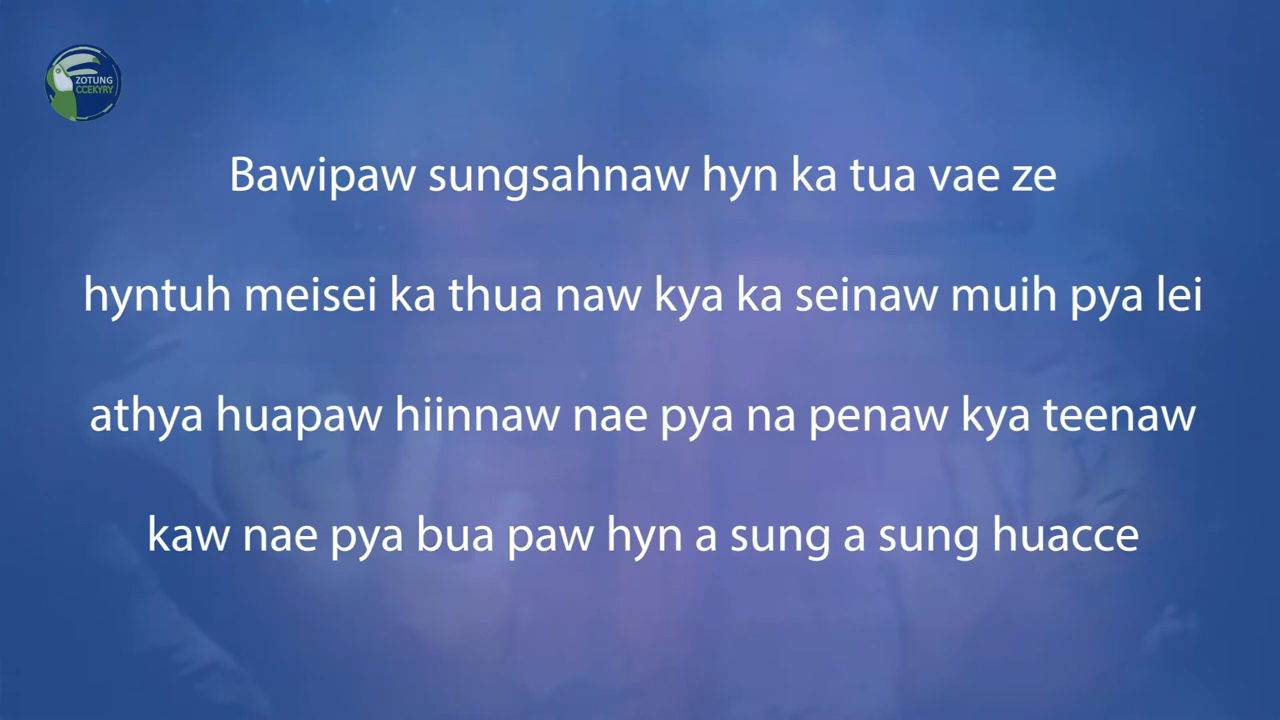 ZOTUNG
CCEKYRY
Bawipaw sungsahnaw hyn ka tua vae ze
hyntuh meisei ka thua naw kya ka seinaw muih pya lei
athya huapaw hiinnaw nae pya na penaw kya teenaw
kaw nae pya bua paw hyn a sung a sung huacce